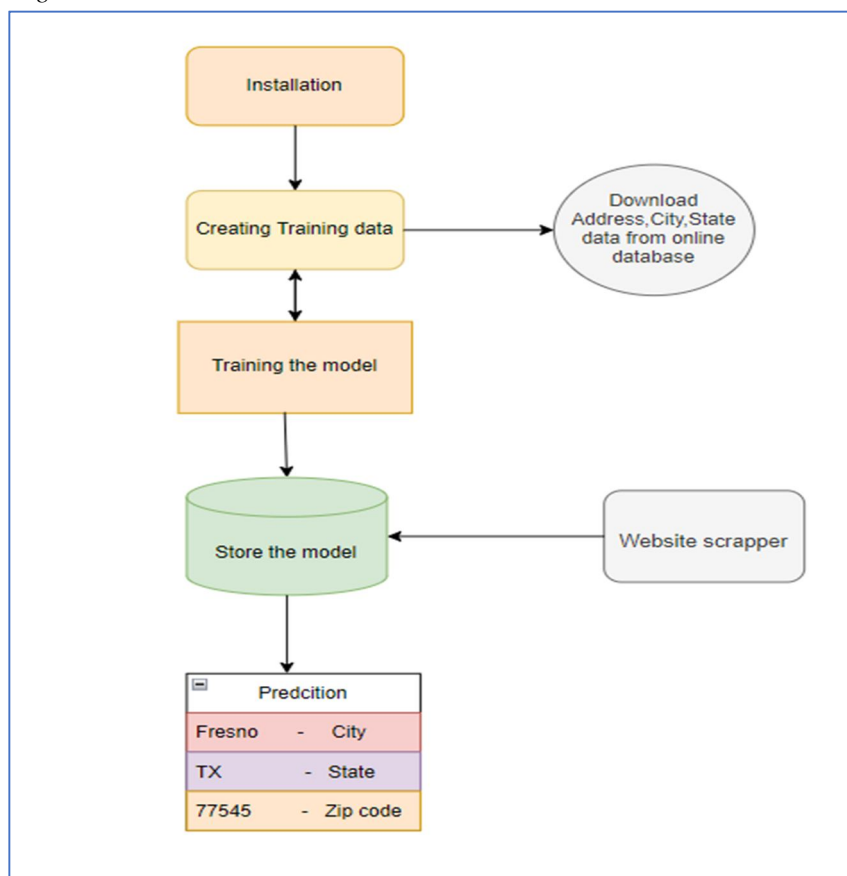 Installation
Creating Training data
Download
Address,City,State
data from online
database
Training the model
Store the model
Website scrapper
Predcition
Fresno - City
TX - State
77545 - Zip code